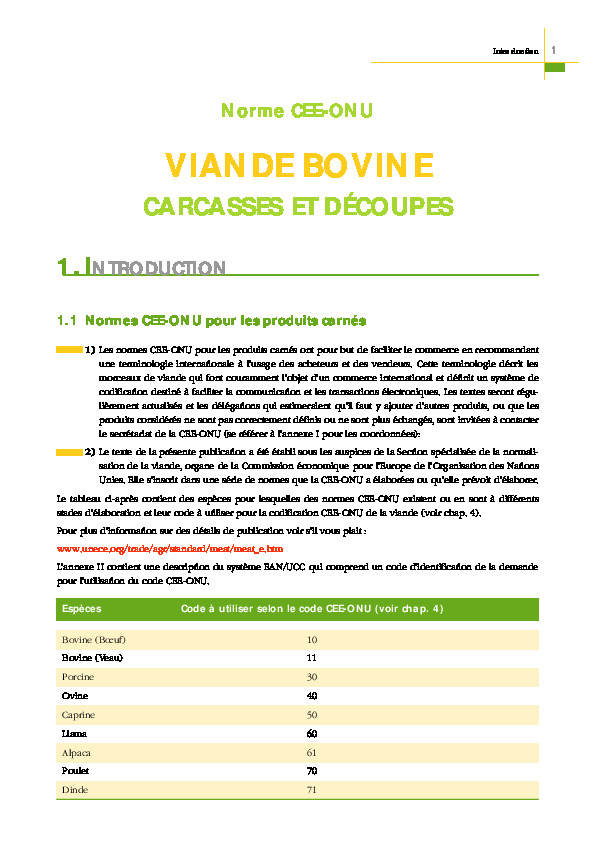 Introduction 1
Norme CEE-ONU
VIANDE BOVINE
CARCASSES ET DÉCOUPES
1. INTRODUCTION
1.1 Normes CEE-ONU pour les produits carnés
1) Les normes CEE-ONU pour les produits carnés ont pour but de faciliter le commerce en recommandant
une terminologie internationale à l'usage des acheteurs et des vendeurs. Cette terminologie décrit les
morceaux de viande qui font couramment l'objet d'un commerce international et définit un système de
codification destiné à faciliter la communication et les transactions électroniques. Les textes seront régu-
lièrement actualisés et les délégations qui estimeraient qu'il faut y ajouter d'autres produits, ou que les
produits considérés ne sont pas correctement définis ou ne sont plus échangés, sont invitées à contacter
le secrétariat de la CEE-ONU (se référer à l'annexe I pour les coordonnées):
2) Le texte de la présente publication a été établi sous les auspices de la Section spécialisée de la normali-
sation de la viande, organe de la Commission économique pour l'Europe de l'Organisation des Nations
Unies. Elle s'inscrit dans une série de normes que la CEE-ONU a élaborées ou qu'elle prévoit d'élaborer.
Le tableau ci-après contient des espèces pour lesquelles des normes CEE-ONU existent ou en sont à différents
stades d'élaboration et leur code à utiliser pour la codification CEE-ONU de la viande (voir chap. 4).
Pour plus d'information sur des détails de publication voir s'il vous plait :
www.unece.org/trade/agr/standard/meat/meat_e.htm
L'annexe II contient une description du système EAN/UCC qui comprend un code d'identification de la demande
pour l'utilisation du code CEE-ONU.
Espèces Code à utiliser selon le code CEE-ONU (voir chap. 4)
Bovine (Bœuf) 10
Bovine (Veau) 11
Porcine 30
Ovine 40
Caprine 50
Llama 60
Alpaca 61
Poulet 70
Dinde 71